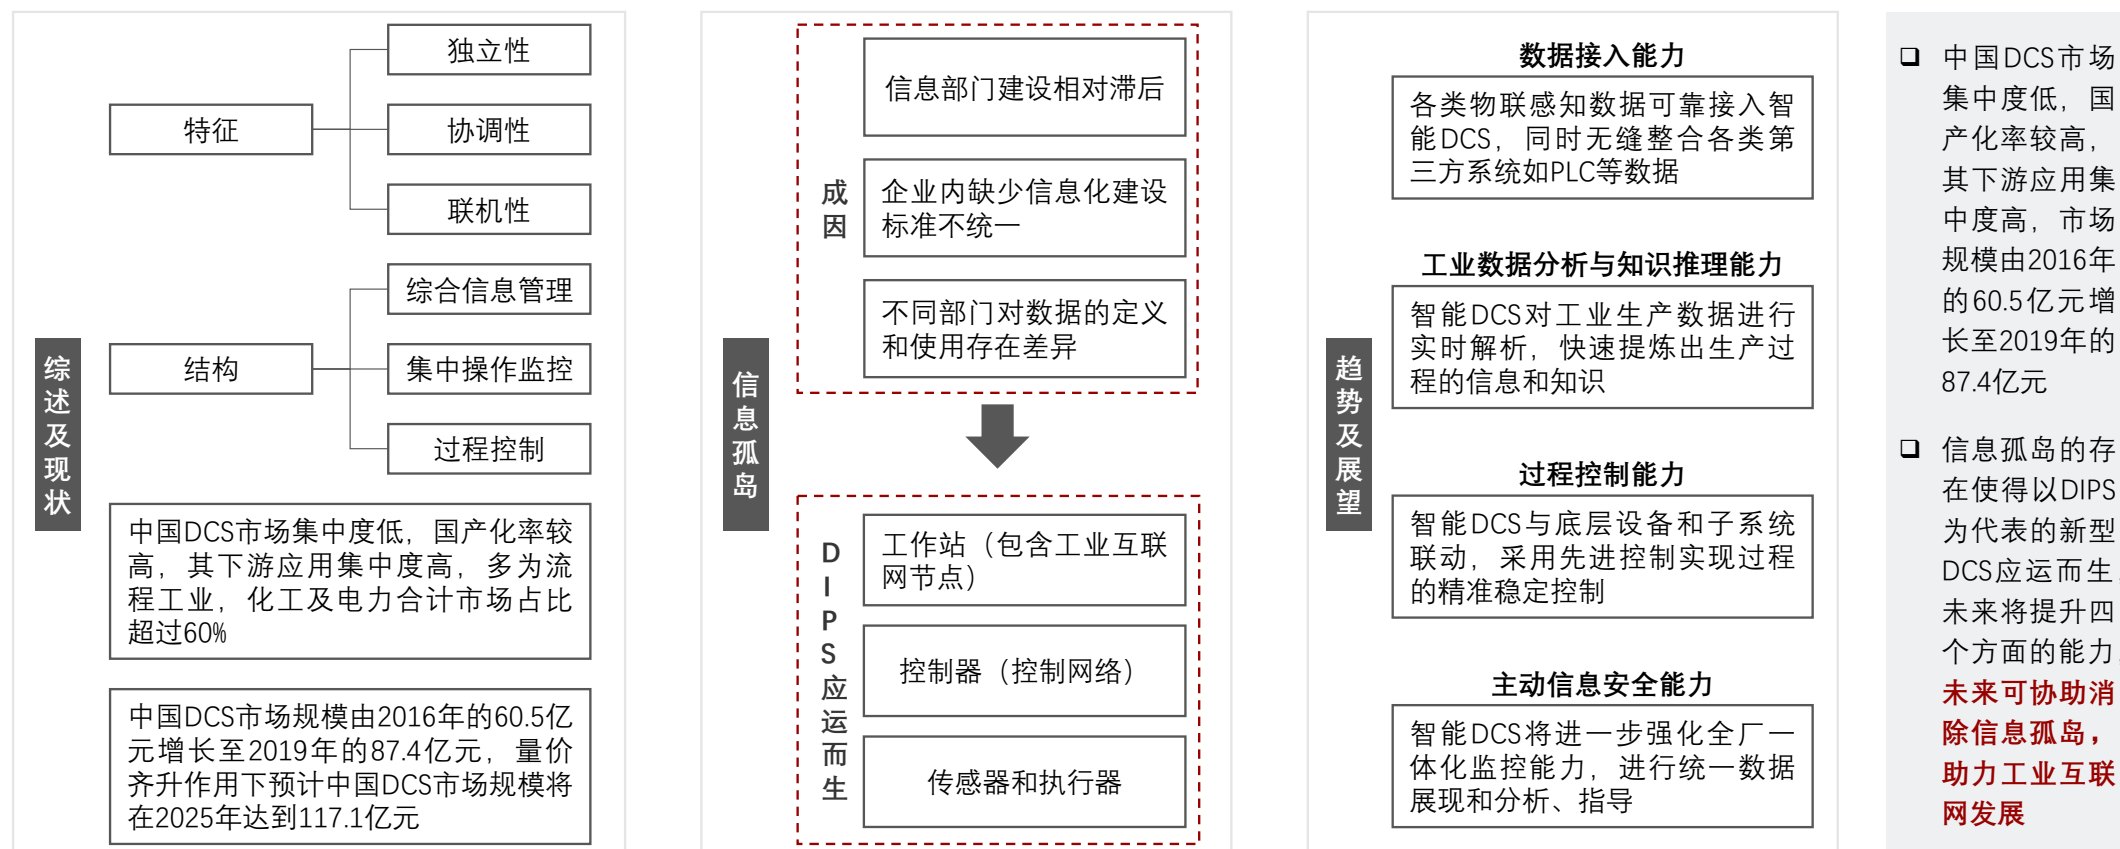 综述及现状
特征
独立性
协调性
联机性
结构
综合信息管理
集中操作监控
过程控制
中国DCS市场集中度低，国产化率较
高，其下游应用集中度高，多为流
程工业，化工及电力合计市场占比
超过60%
中国DCS市场规模由2016年的60.5亿
元增长至2019年的87.4亿元，量价
齐升作用下预计中国DCS市场规模将
在2025年达到117.1亿元
信息孤岛
成因
信息部门建设相对滞后
企业内缺少信息化建设
标准不统一
不同部门对数据的定义
和使用存在差异
DIPS应运而生
工作站（包含工业互联
网节点）
控制器（控制网络）
传感器和执行器
趋势及展望
数据接入能力
各类物联感知数据可靠接入智
能DCS，同时无缝整合各类第
三方系统如PLC等数据
工业数据分析与知识推理能力
智能DCS对工业生产数据进行
实时解析，快速提炼出生产过
程的信息和知识
过程控制能力
智能DCS与底层设备和子系统
联动，采用先进控制实现过程
的精准稳定控制
主动信息安全能力
智能DCS将进一步强化全厂一
体化监控能力，进行统一数据
展现和分析、指导
中国DCS市场
集中度低，国
产化率较高，
其下游应用集
中度高，市场
规模由2016年
的60.5亿元增
长至2019年的
87.4亿元
信息孤岛的存
在使得以DIPS
为代表的新型
DCS应运而生，
未来将提升四
个方面的能力，
未来可协助消
除信息孤岛，
助力工业互联
网发展